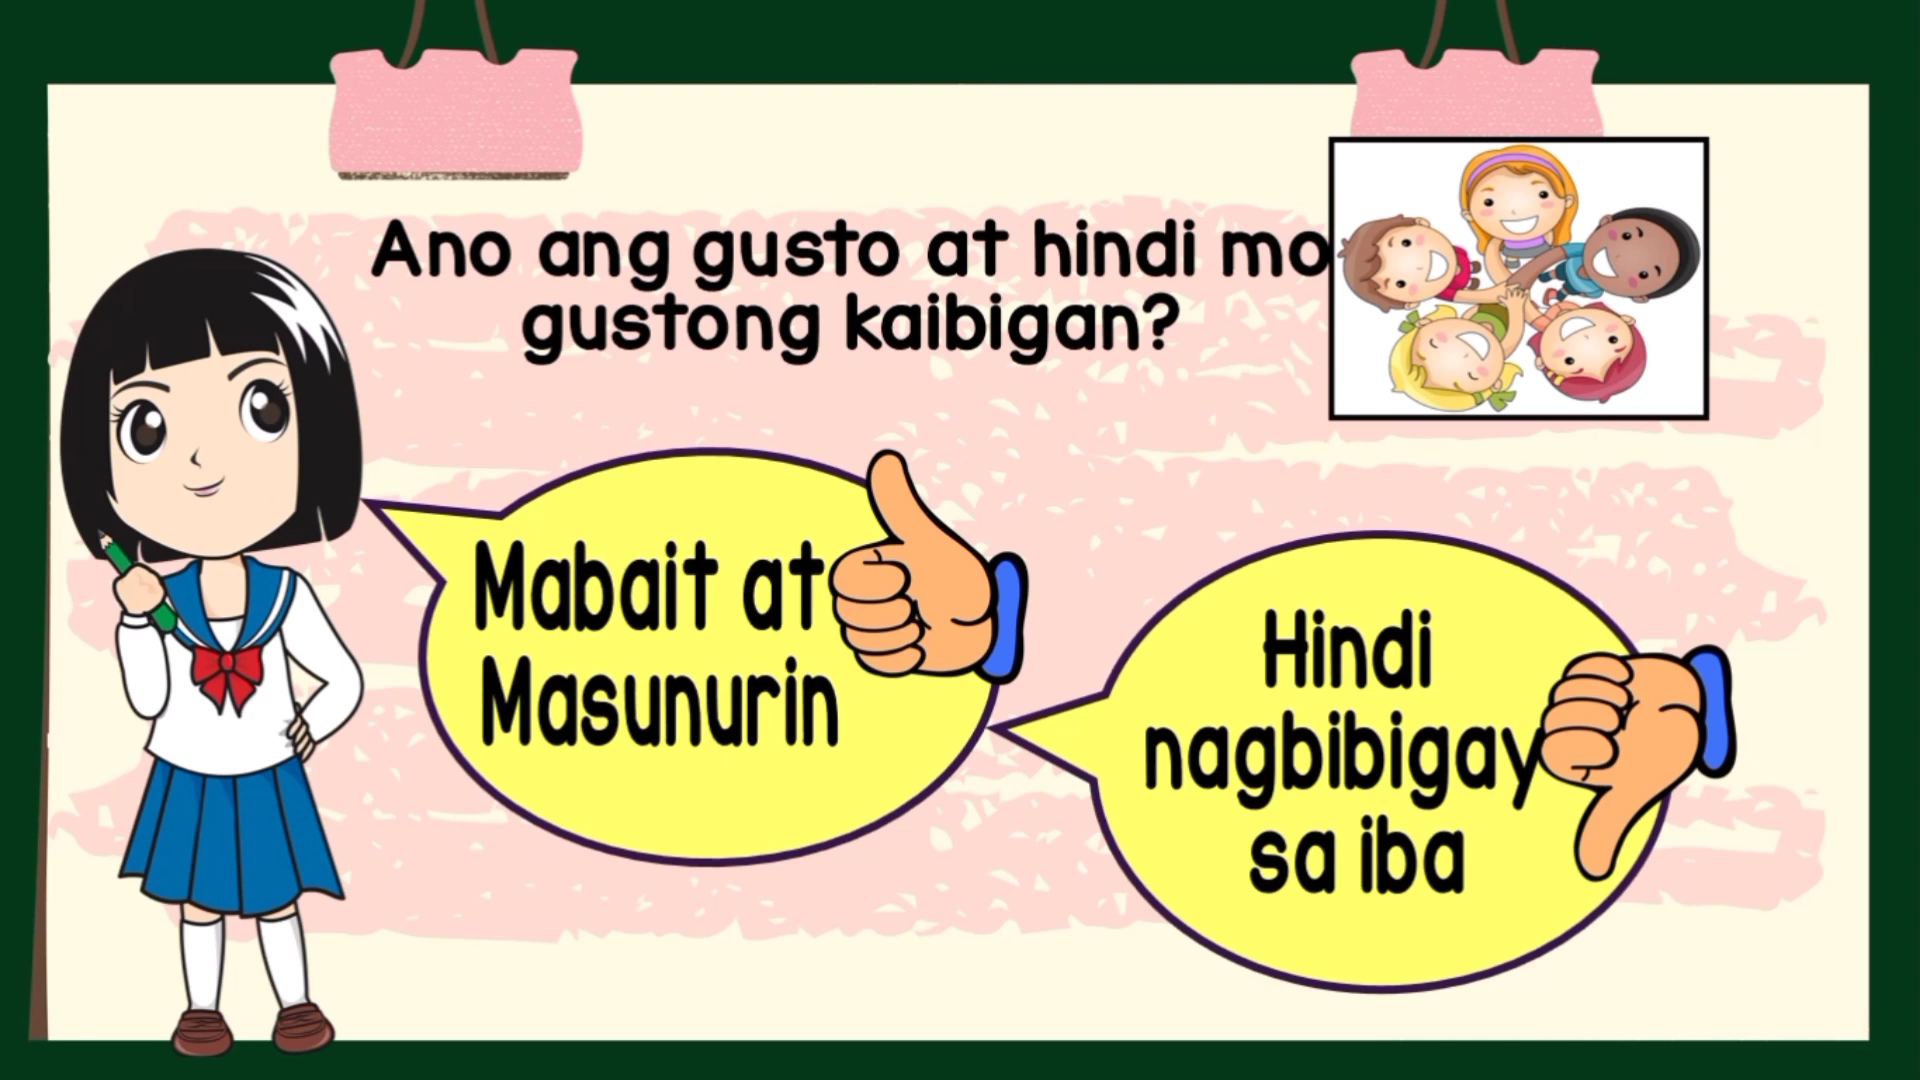 Ano ang gusto at hindi mo
gustong kaibigan?
Mabait at
Masunurin
Hindi
nagbibigay
sa iba